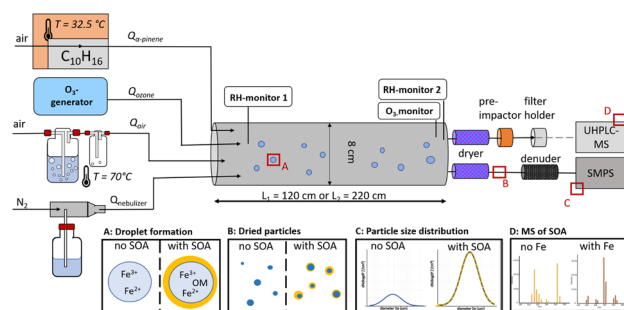 T = 32.5 °C
air
C₁₀H₁₆
Qα-pinene
O₃-
generator
Qozone
air
Qair
T = 70°C
N₂
Qnebulizer
RH-monitor 1
RH-monitor 2
O₃.monitor
A
8 cm
L₁ = 120 cm or L₂ = 220 cm
pre-
impactor
filter
holder
dryer
denuder
B
D
UHPLC-
MS
SMPS
C
A: Droplet formation
no SOA
with SOA
Fe³⁺
Fe²⁺
Fe³⁺
OM
Fe²⁺
B: Dried particles
no SOA
with SOA
C: Particle size distribution
no SOA
with SOA
D: MS of SOA
no Fe
with Fe